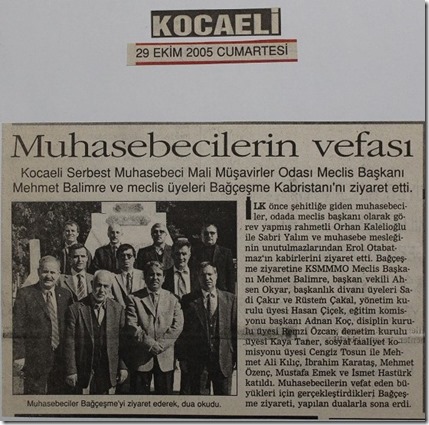 KOCAELİ
29 EKİM 2005 CUMARTESİ
Muhasebecilerin vefası
Kocaeli Serbest Muhasebeci Mali Müşavirler Odası Meclis Başkanı
Mehmet Balimre ve meclis üyeleri Bağçeşme Kabristanı'nı ziyaret etti.
İLK önce şehitliğe giden muhasebeci-
ler, odada meclis başkanı olarak gö-
rev yapmış rahmetli Orhan Kalelioğlu
ile Sabri Yalım ve muhasebe mesleği-
nin unutulmazlarından Erol Otabat-
maz'ın kabirlerini ziyaret etti. Bağçeş-
me ziyaretine KSMMMO Meclis Başka-
nı Mehmet Balimre, başkan vekili Ah-
sen Okyar, başkanlık divanı üyeleri Sa-
di Çakır ve Rüstem Çakal, yönetim ku-
rulu üyesi Hasan Çiçek, eğitim komis-
yonu başkanı Adnan Koç, disiplin kuru-
lu üyesi Remzi Özcan, denetim kurulu
üyesi Kaya Taner, sosyal faaliyet ko-
misyonu üyesi Cengiz Tosun ile Meh-
met Ali Kılıç, İbrahim Karataş, Mehmet
Özenç, Mustafa Emek ve İsmet Hastürk
katıldı. Muhasebecilerin vefat eden bü-
yükleri için gerçekleştirdikleri Bağçeş-
me ziyareti, yapılan dualarla sona erdi.
Muhasebeciler Bağçeşme'yi ziyaret ederek, dua okudu.